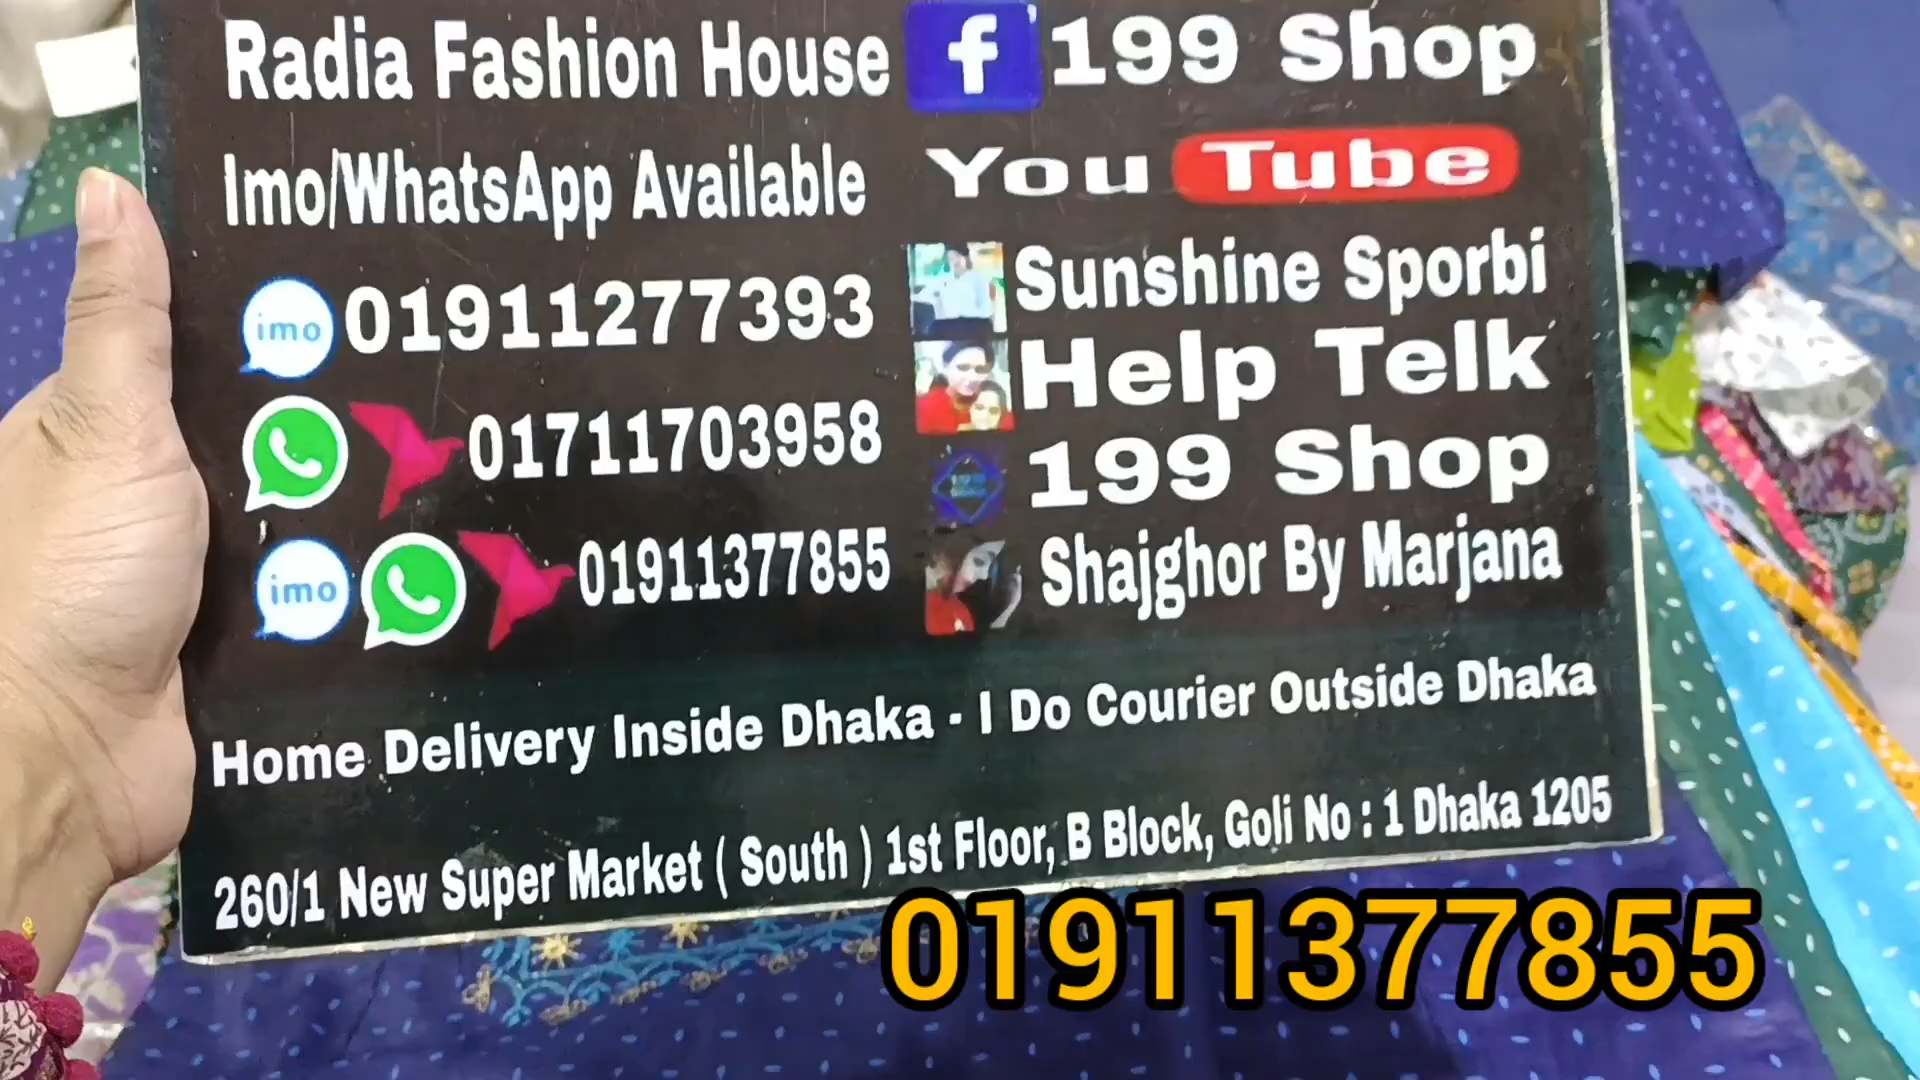 Radia Fashion House
f 199 Shop
Imo/WhatsApp Available
You Tube
imo 01911277393
Sunshine Sporbi
Help Telk
01711703958
199 Shop
imo 01911377855
Shajghor By Marjana
Home Delivery Inside Dhaka - I Do Courier Outside Dhaka
260/1 New Super Market ( South ) 1st Floor, B Block, Goli No : 1 Dhaka 1205
01911377855